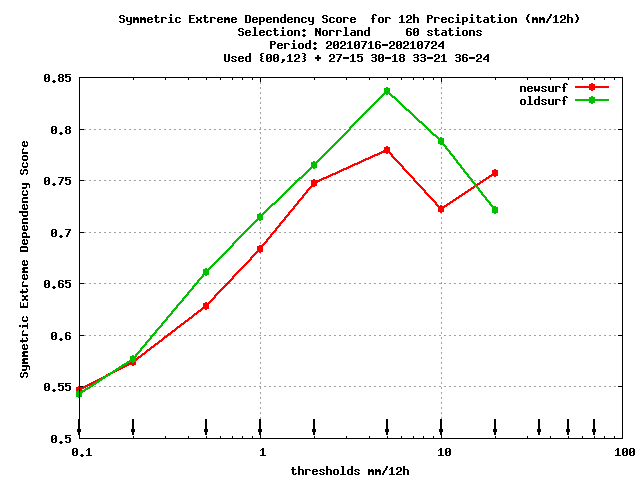 Symmetric Extreme Dependency Score  for 12h Precipitation (mm/12h)
Selection: Norrland     60 stations
Period: 20210716-20210724
Used {00,12} + 27-15 30-18 33-21 36-24
newsurf
oldsurf
Symmetric Extreme Dependency Score
0.85
0.8
0.75
0.7
0.65
0.6
0.55
0.5
0.1 1 10 100
thresholds mm/12h